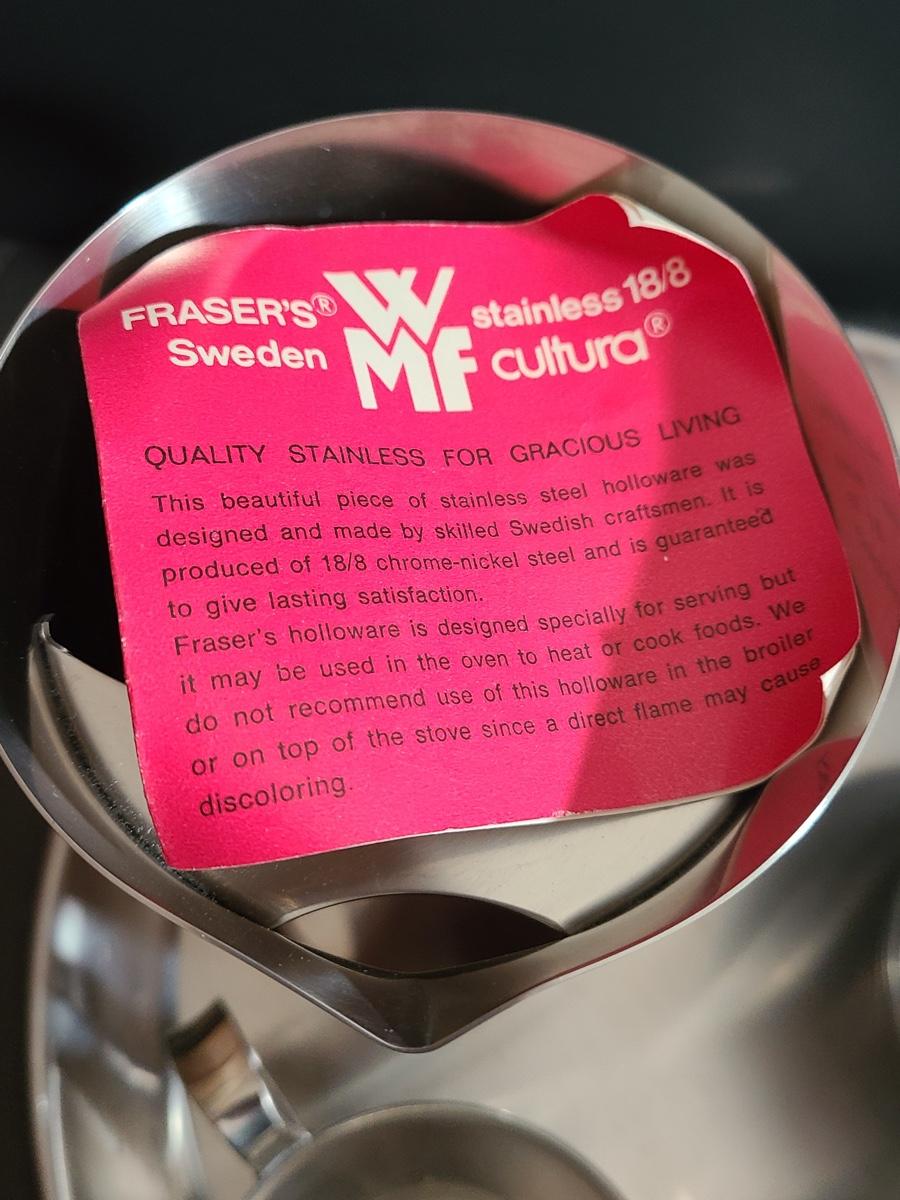 FRASER'S® WMF stainless 18/8
Sweden cultura®
QUALITY STAINLESS FOR GRACIOUS LIVING
This beautiful piece of stainless steel holloware was
designed and made by skilled Swedish craftsmen. It is
produced of 18/8 chrome-nickel steel and is guaranteed
to give lasting satisfaction.
Fraser's holloware is designed specially for serving but
it may be used in the oven to heat or cook foods. We
do not recommend use of this holloware in the broiler
or on top of the stove since a direct flame may cause
discoloring.